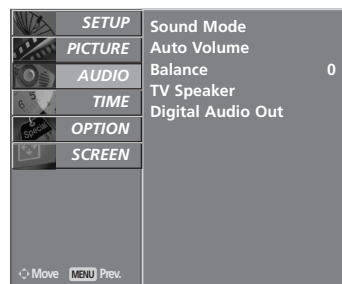 SETUP
PICTURE
AUDIO
TIME
OPTION
SCREEN
Sound Mode
Auto Volume
Balance 0
TV Speaker
Digital Audio Out
Special
Move MENU Prev.